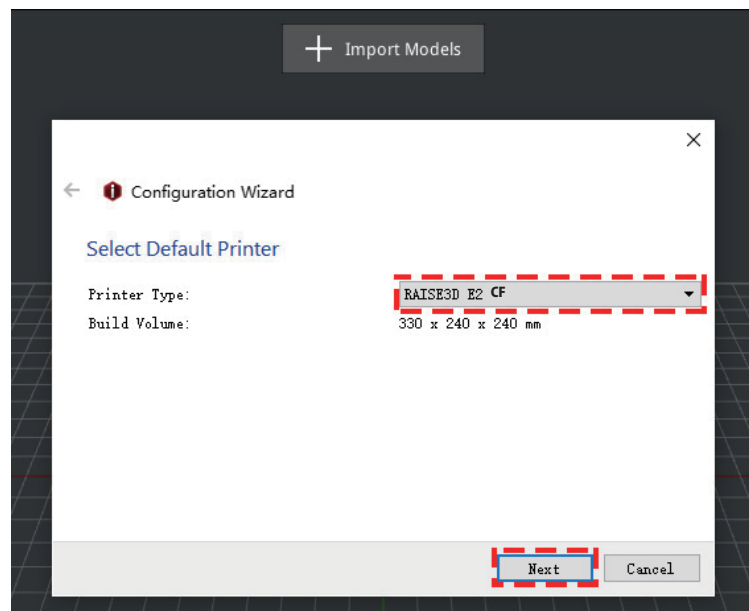 Import Models
Configuration Wizard
Select Default Printer
Printer Type: RAISE3D E2 CF
Build Volume: 330 x 240 x 240 mm
Next Cancel